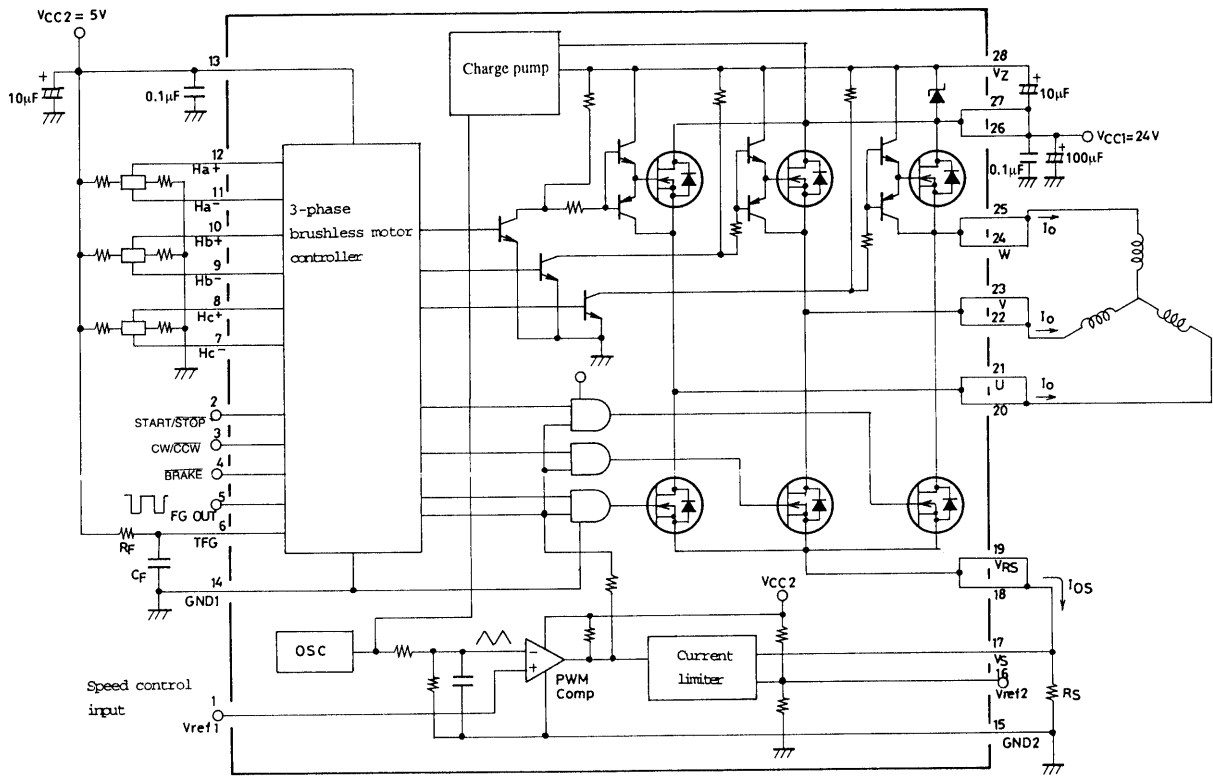 VCC2 = 5V
13
10µF
0.1µF
12
Ha+
11
Ha-
10
Hb+
9
Hb-
8
Hc+
7
Hc-
3-phase
brushless motor
controller
2
START/STOP
3
CW/CCW
4
BRAKE
5
FG OUT
6
TFG
RF
CF
14
GND1
Charge pump
28
VZ
27
26
10µF
VCC1=24V
0.1µF
100µF
25
24
W
Io
23
V
22
Io
21
U
20
Io
19
VRS
18
IOS
VCC2
OSC
PWM
Comp
Current
limiter
17
VS
16
Vref2
RS
15
GND2
Speed control
input
1
Vref1